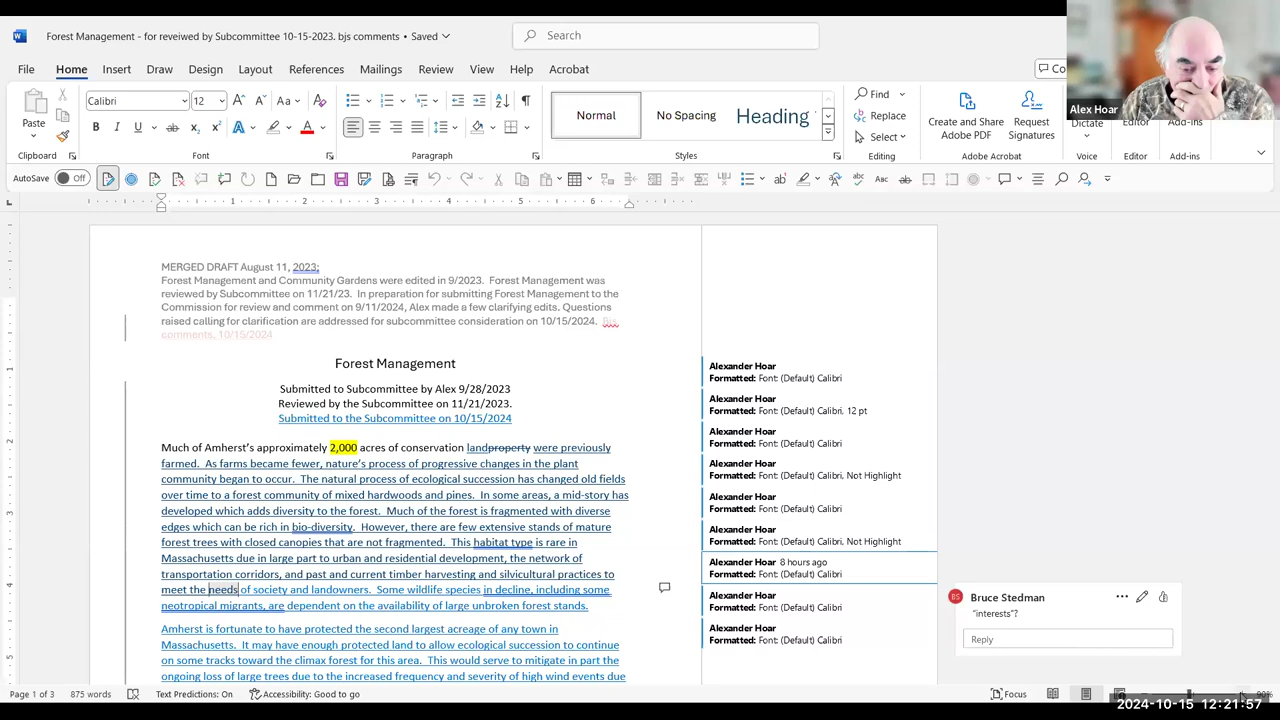 Forest Management - for reveiwed by Subcommittee 10-15-2023. bjs comments • Saved
Search
File Home Insert Draw Design Layout References Mailings Review View Help Acrobat
Alex Hoar
Paste
Calibri 12
Normal No Spacing Heading
Find
Replace
Select
Create and Share Adobe PDF
Request Signatures
Dictate Editor Add-ins
Clipboard Font Paragraph Styles Editing Adobe Acrobat Voice Editor Add-ins
AutoSave Off
MERGED DRAFT August 11, 2023;
Forest Management and Community Gardens were edited in 9/2023. Forest Management was
reviewed by Subcommittee on 11/21/23. In preparation for submitting Forest Management to the
Commission for review and comment on 9/11/2024, Alex made a few clarifying edits. Questions
raised calling for clarification are addressed for subcommittee consideration on 10/15/2024. Bjs
comments, 10/15/2024
Forest Management
Submitted to Subcommittee by Alex 9/28/2023
Reviewed by the Subcommittee on 11/21/2023.
Submitted to the Subcommittee on 10/15/2024
Much of Amherst's approximately 2,000 acres of conservation landproperty were previously
farmed. As farms became fewer, nature's process of progressive changes in the plant
community began to occur. The natural process of ecological succession has changed old fields
over time to a forest community of mixed hardwoods and pines. In some areas, a mid-story has
developed which adds diversity to the forest. Much of the forest is fragmented with diverse
edges which can be rich in bio-diversity. However, there are few extensive stands of mature
forest trees with closed canopies that are not fragmented. This habitat type is rare in
Massachusetts due in large part to urban and residential development, the network of
transportation corridors, and past and current timber harvesting and silvicultural practices to
meet the needs of society and landowners. Some wildlife species in decline, including some
neotropical migrants, are dependent on the availability of large unbroken forest stands.
Amherst is fortunate to have protected the second largest acreage of any town in
Massachusetts. It may have enough protected land to allow ecological succession to continue
on some tracks toward the climax forest for this area. This would serve to mitigate in part the
ongoing loss of large trees due to the increased frequency and severity of high wind events due
Alexander Hoar
Formatted: Font: (Default) Calibri
Alexander Hoar
Formatted: Font: (Default) Calibri, 12 pt
Alexander Hoar
Formatted: Font: (Default) Calibri
Alexander Hoar
Formatted: Font: (Default) Calibri, Not Highlight
Alexander Hoar
Formatted: Font: (Default) Calibri
Alexander Hoar
Formatted: Font: (Default) Calibri, Not Highlight
Alexander Hoar 8 hours ago
Formatted: Font: (Default) Calibri
Alexander Hoar
Formatted: Font: (Default) Calibri
Alexander Hoar
Formatted: Font: (Default) Calibri
BS Bruce Stedman
"interests"?
Reply
Page 1 of 3 875 words Text Predictions: On Accessibility: Good to go Focus
2024-10-15 12:21:57